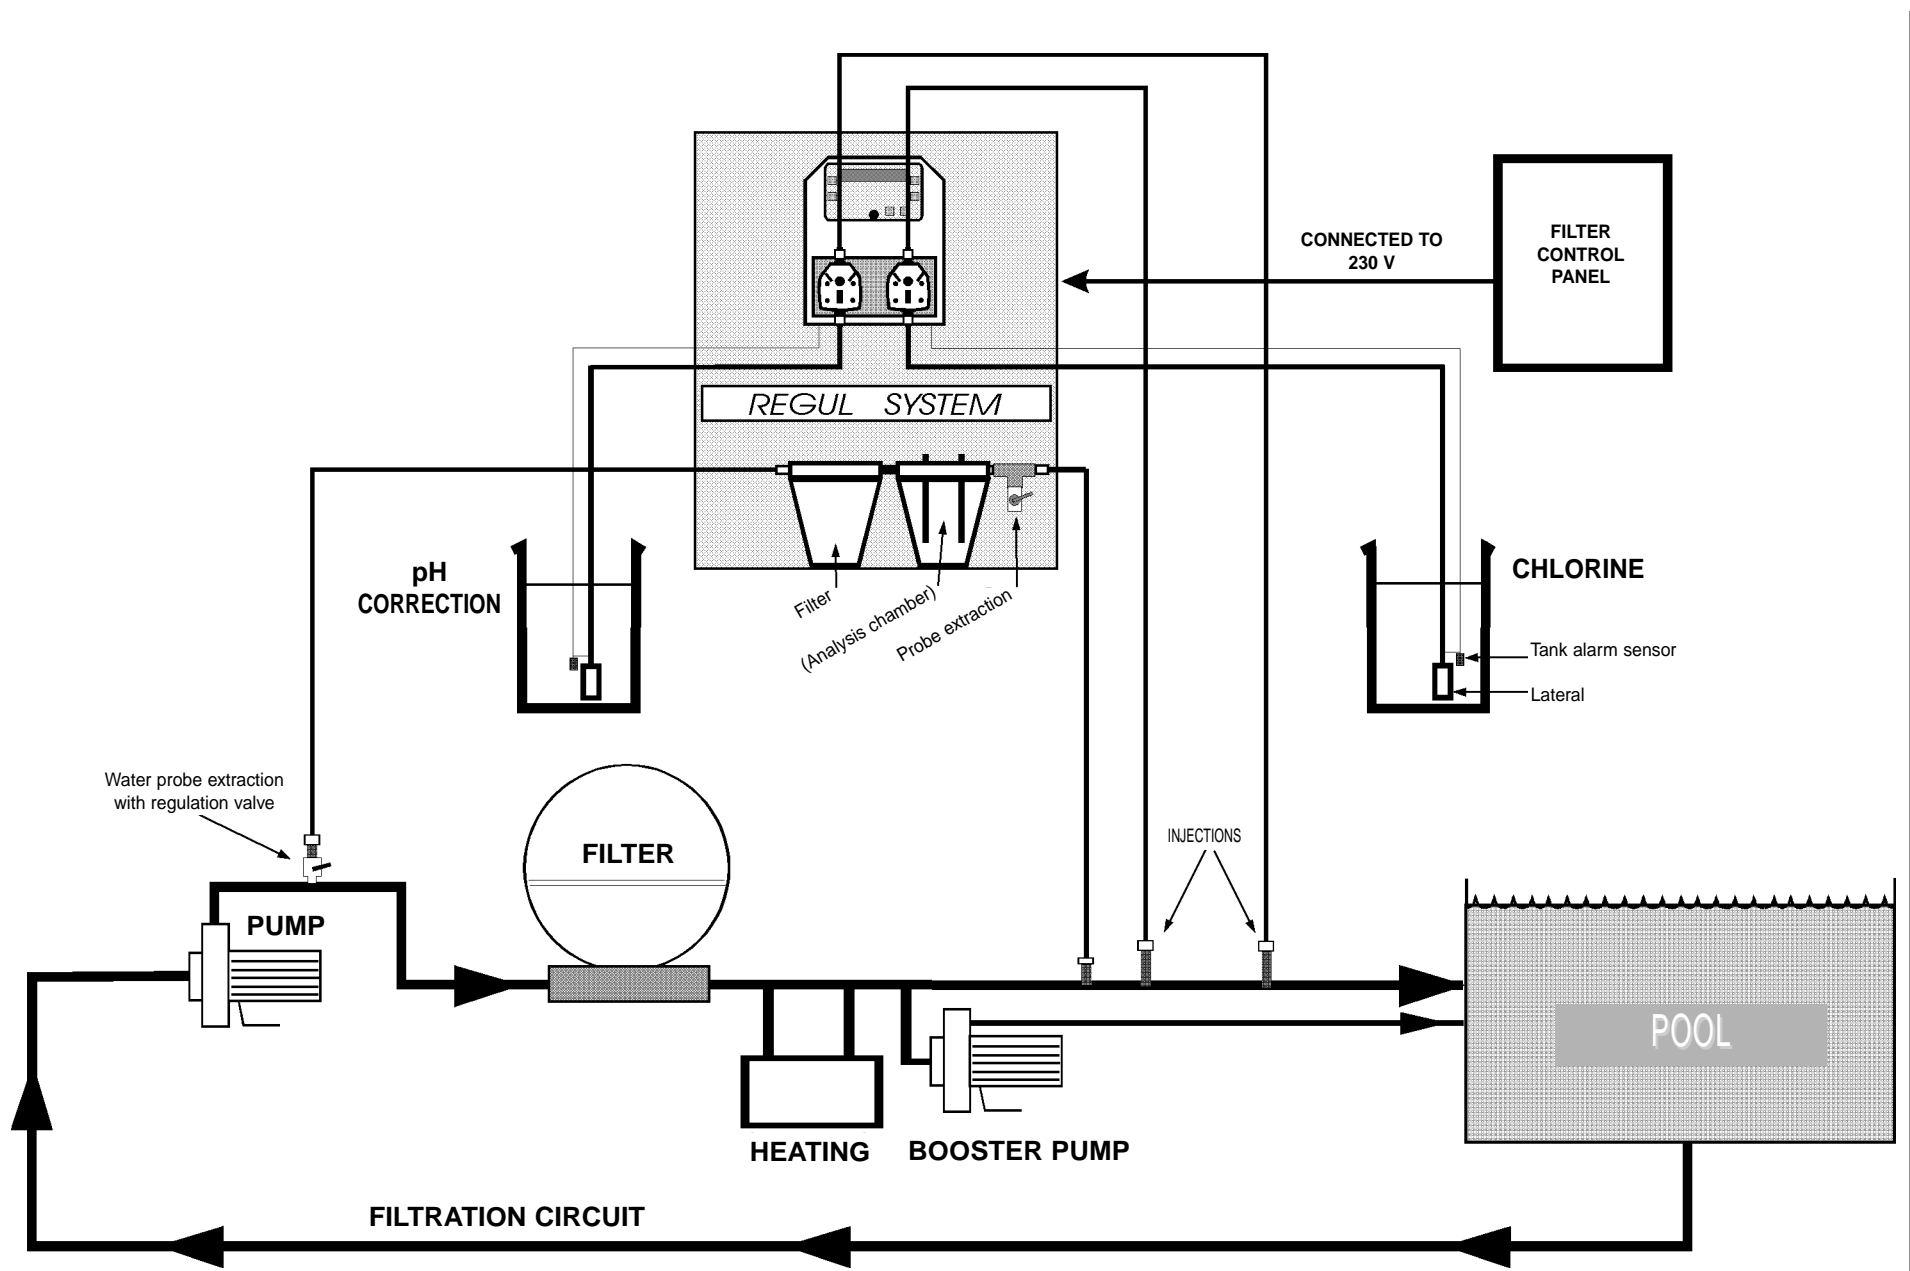 CONNECTED TO
230 V
FILTER
CONTROL
PANEL
REGUL SYSTEM
pH
CORRECTION
CHLORINE
Filter
(Analysis chamber)
Probe extraction
Tank alarm sensor
Lateral
Water probe extraction
with regulation valve
FILTER
INJECTIONS
PUMP
POOL
HEATING
BOOSTER PUMP
FILTRATION CIRCUIT